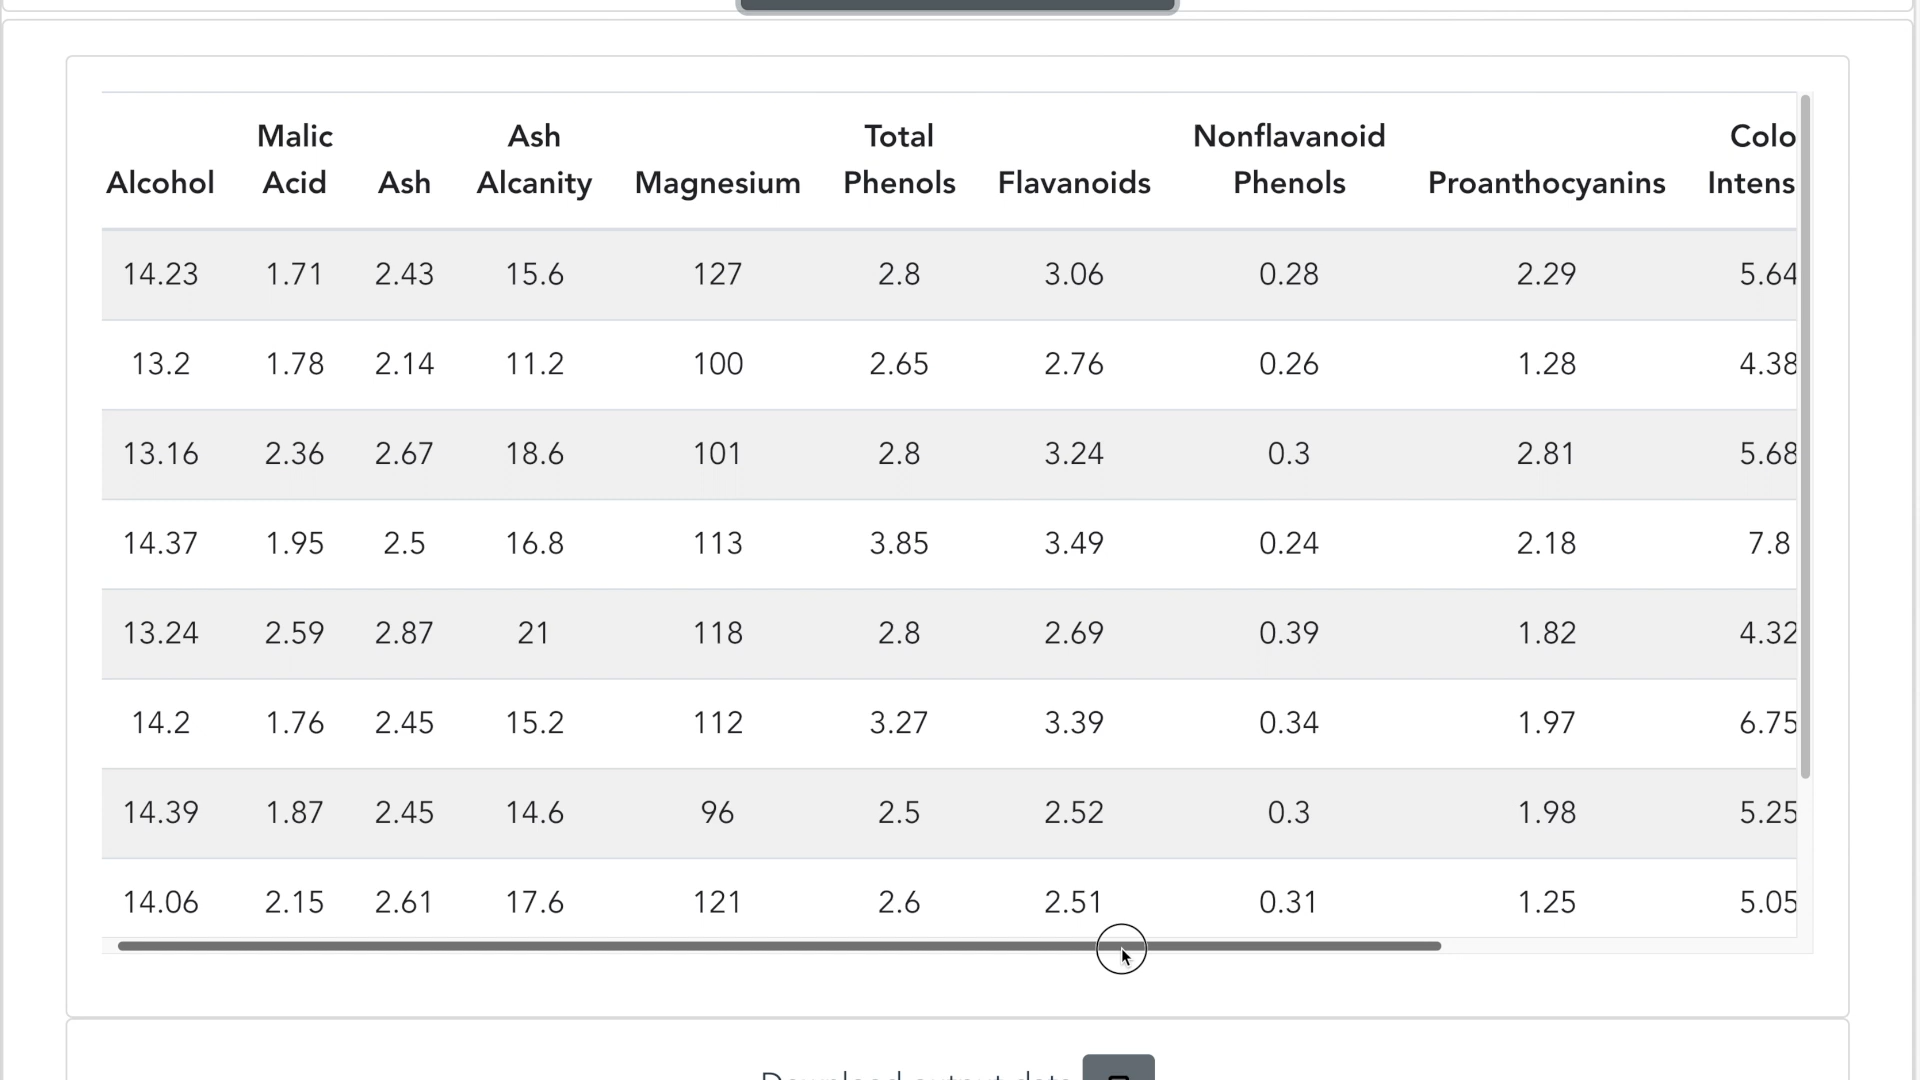 Alcohol Malic Acid Ash Ash Alcanity Magnesium Total Phenols Flavanoids Nonflavanoid Phenols Proanthocyanins Colo Intens
14.23 1.71 2.43 15.6 127 2.8 3.06 0.28 2.29 5.64
13.2 1.78 2.14 11.2 100 2.65 2.76 0.26 1.28 4.38
13.16 2.36 2.67 18.6 101 2.8 3.24 0.3 2.81 5.68
14.37 1.95 2.5 16.8 113 3.85 3.49 0.24 2.18 7.8
13.24 2.59 2.87 21 118 2.8 2.69 0.39 1.82 4.32
14.2 1.76 2.45 15.2 112 3.27 3.39 0.34 1.97 6.75
14.39 1.87 2.45 14.6 96 2.5 2.52 0.3 1.98 5.25
14.06 2.15 2.61 17.6 121 2.6 2.51 0.31 1.25 5.05
Download output data